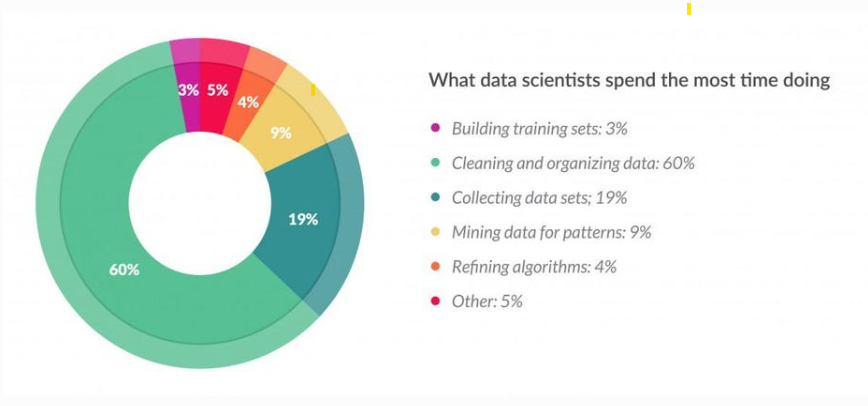 3%
5%
4%
9%
19%
60%
What data scientists spend the most time doing
Building training sets: 3%
Cleaning and organizing data: 60%
Collecting data sets; 19%
Mining data for patterns: 9%
Refining algorithms: 4%
Other: 5%